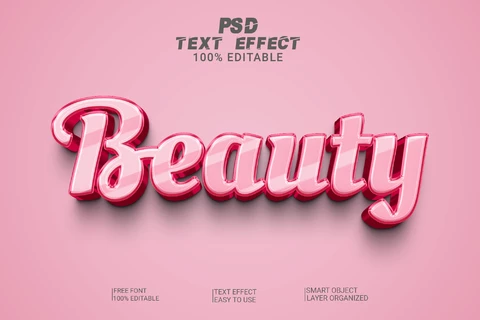 PSD
TEXT EFFECT
100% EDITABLE
Beauty
FREE FONT
100% EDITABLE
TEXT EFFECT
EASY TO USE
SMART OBJECT
LAYER ORGANIZED